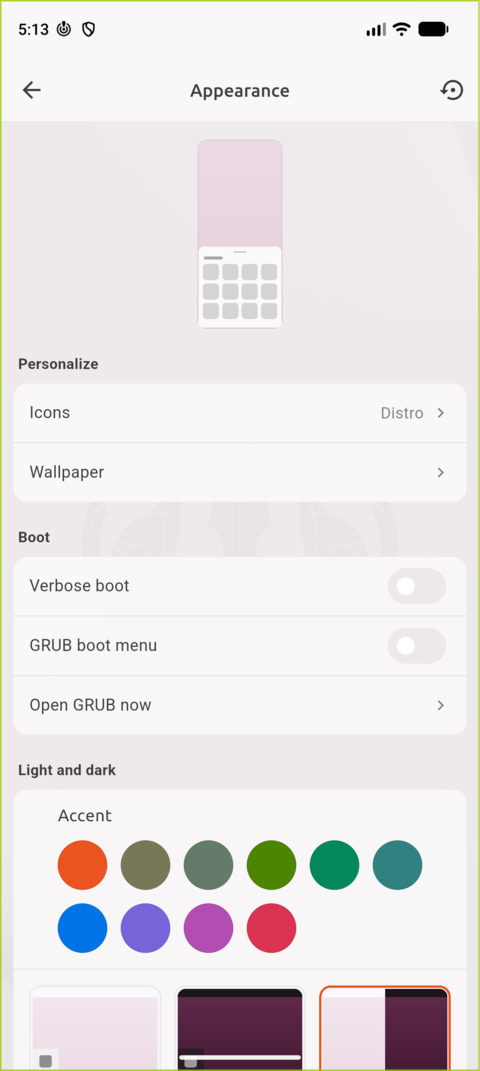 5:13
Appearance
Personalize
Icons Distro
Wallpaper
Boot
Verbose boot
GRUB boot menu
Open GRUB now
Light and dark
Accent